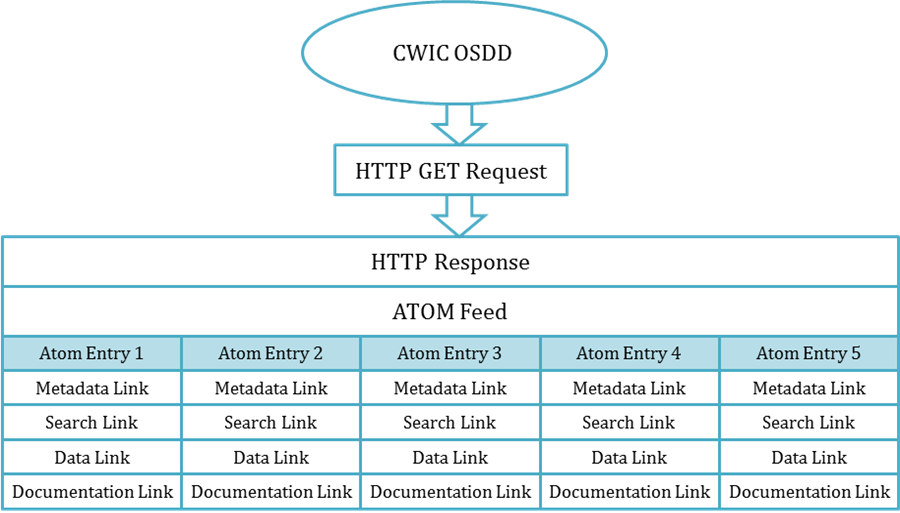 CWIC OSDD
HTTP GET Request
HTTP Response
ATOM Feed
Atom Entry 1 Atom Entry 2 Atom Entry 3 Atom Entry 4 Atom Entry 5
Metadata Link Metadata Link Metadata Link Metadata Link Metadata Link
Search Link Search Link Search Link Search Link Search Link
Data Link Data Link Data Link Data Link Data Link
Documentation Link Documentation Link Documentation Link Documentation Link Documentation Link